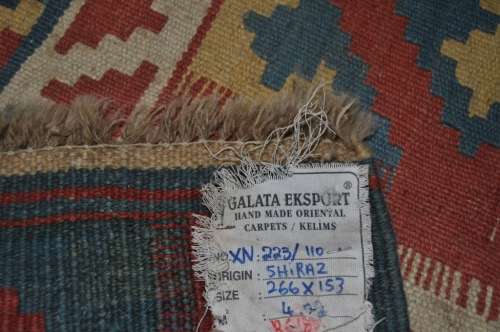 GALATA EKSPORT ®
HAND MADE ORIENTAL
CARPETS / KELIMS
NO XN: 223/110
ORIGIN : SHiRAZ
SIZE : 266 x 153